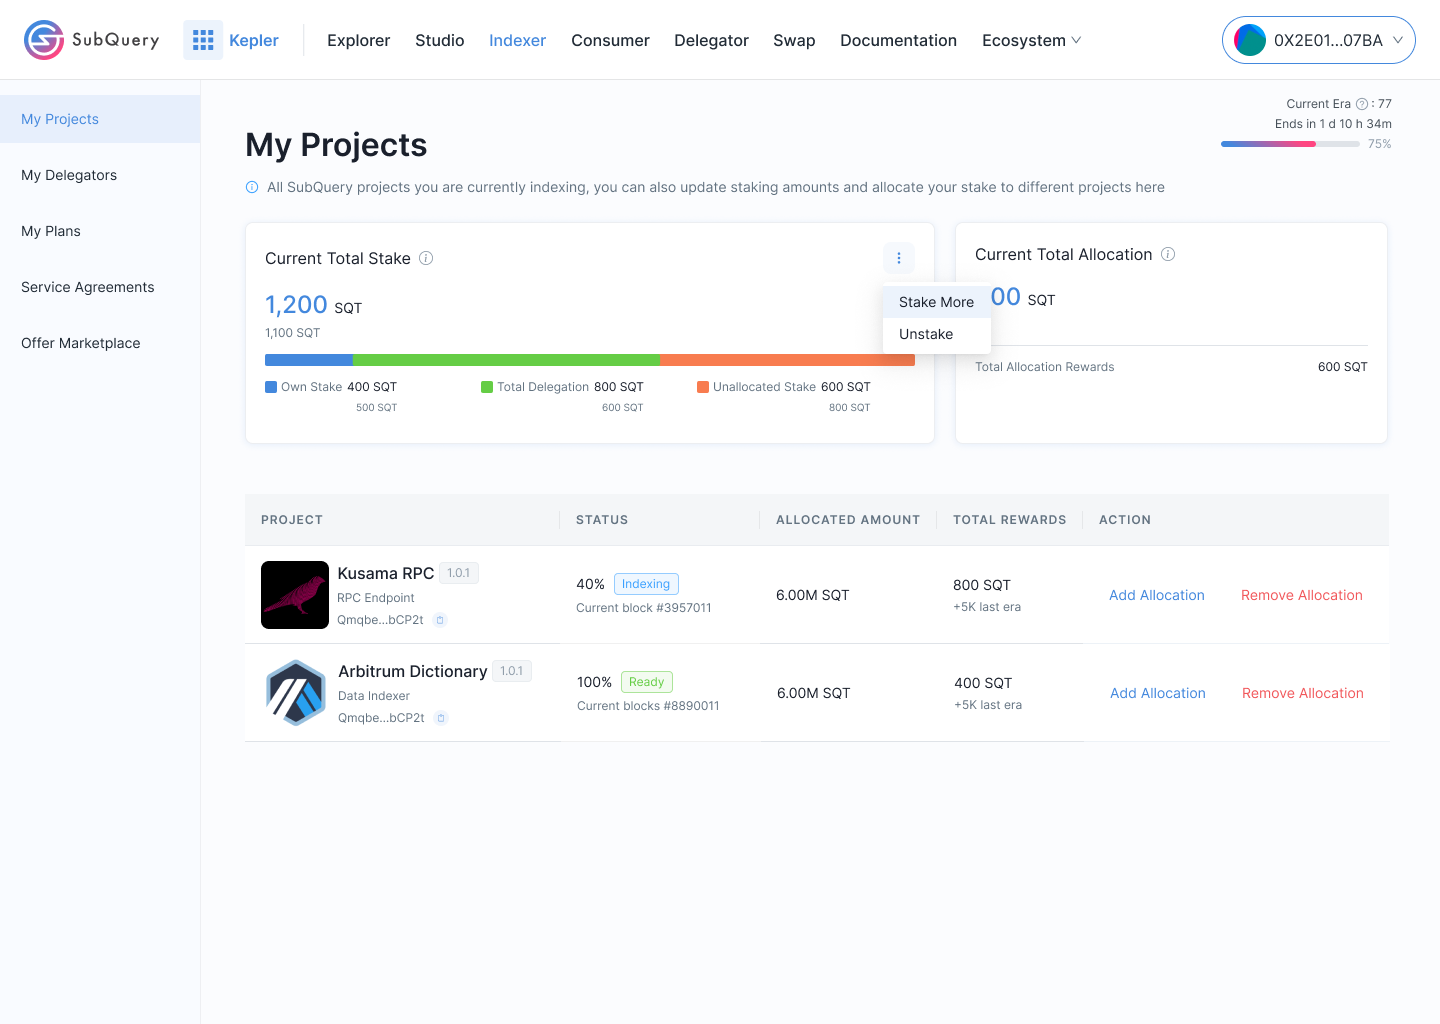 SubQuery Kepler Explorer Studio Indexer Consumer Delegator Swap Documentation Ecosystem 0X2E01...07BA
My Projects
My Delegators
My Plans
Service Agreements
Offer Marketplace
Current Era ? : 77
Ends in 1 d 10 h 34m
75%
My Projects
All SubQuery projects you are currently indexing, you can also update staking amounts and allocate your stake to different projects here
Current Total Stake
1,200 SQT
1,100 SQT
Own Stake 400 SQT
500 SQT
Total Delegation 800 SQT
600 SQT
Unallocated Stake 600 SQT
800 SQT
Stake More
Unstake
Current Total Allocation
00 SQT
Total Allocation Rewards 600 SQT
PROJECT STATUS ALLOCATED AMOUNT TOTAL REWARDS ACTION
Kusama RPC 1.0.1
RPC Endpoint
Qmqbe...bCP2t
40% Indexing
Current block #3957011
6.00M SQT
800 SQT
+5K last era
Add Allocation Remove Allocation
Arbitrum Dictionary 1.0.1
Data Indexer
Qmqbe...bCP2t
100% Ready
Current blocks #8890011
6.00M SQT
400 SQT
+5K last era
Add Allocation Remove Allocation